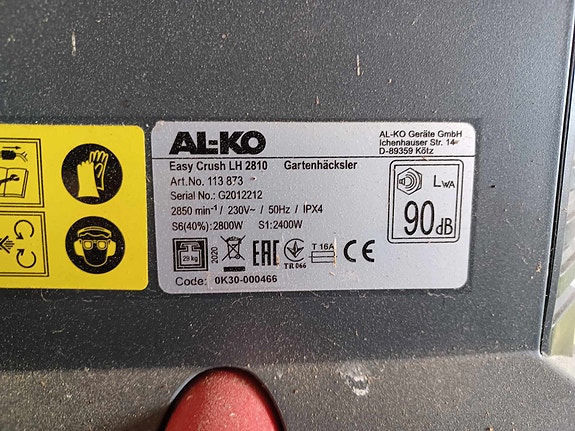 AL-KO
AL-KO Geräte GmbH
Ichenhauser Str. 14
D-89359 Kötz
Easy Crush LH 2810 Gartenhäcksler
Art.No. 113 873
Serial No.: G2012212
2850 min⁻¹ / 230V~ / 50Hz / IPX4
S6(40%):2800W S1:2400W
LWA
90dB
29 kg
2020
EAC
TR 066
T 16A
CE
Code: 0K30-000466